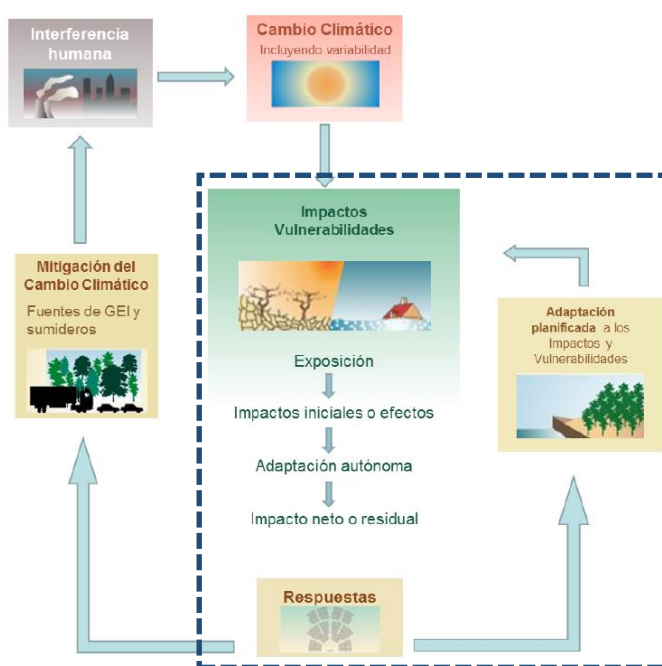 Interferencia
humana
Cambio Climático
Incluyendo variabilidad
Impactos
Vulnerabilidades
Mitigación del
Cambio Climático
Fuentes de GEI y
sumideros
Adaptación
planificada a los
Impactos y
Vulnerabilidades
Exposición
Impactos iniciales o efectos
Adaptación autónoma
Impacto neto o residual
Respuestas